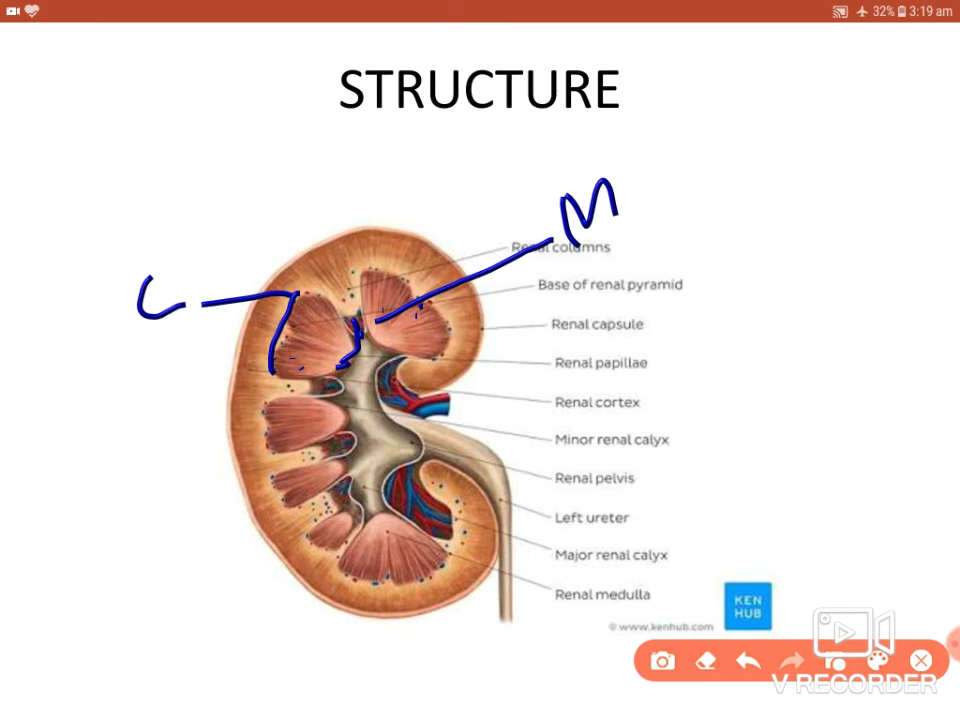 32% 3:19 am
STRUCTURE
M
Renal columns
C
Base of renal pyramid
Renal capsule
Renal papillae
Renal cortex
Minor renal calyx
Renal pelvis
Left ureter
Major renal calyx
Renal medulla
KEN
HUB
© www.kenhub.com
V RECORDER